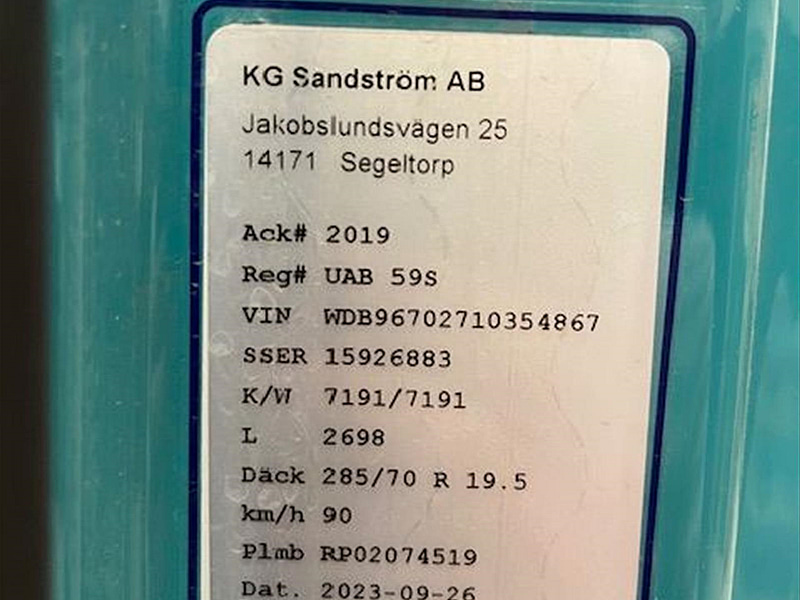 KG Sandström AB
Jakobslundsvägen 25
14171 Segeltorp
Ack# 2019
Reg# UAB 59S
VIN WDB96702710354867
SSER 15926883
K/W 7191/7191
L 2698
Däck 285/70 R 19.5
km/h 90
Plmb RP02074519
Dat. 2023-09-26